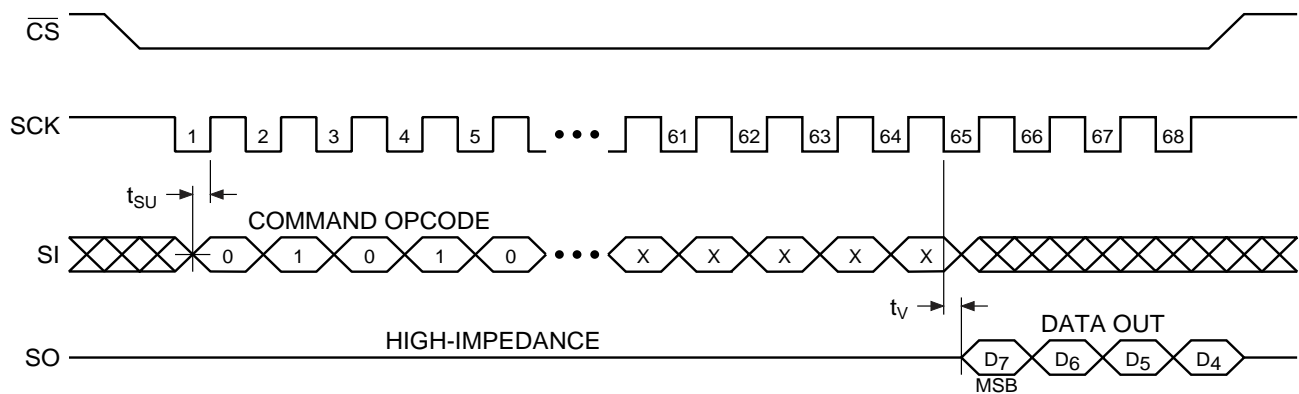 CS
SCK 1 2 3 4 5 ••• 61 62 63 64 65 66 67 68
tSU
COMMAND OPCODE
SI 0 1 0 1 0 ••• X X X X X
tV
DATA OUT
HIGH-IMPEDANCE
SO D7 D6 D5 D4
MSB